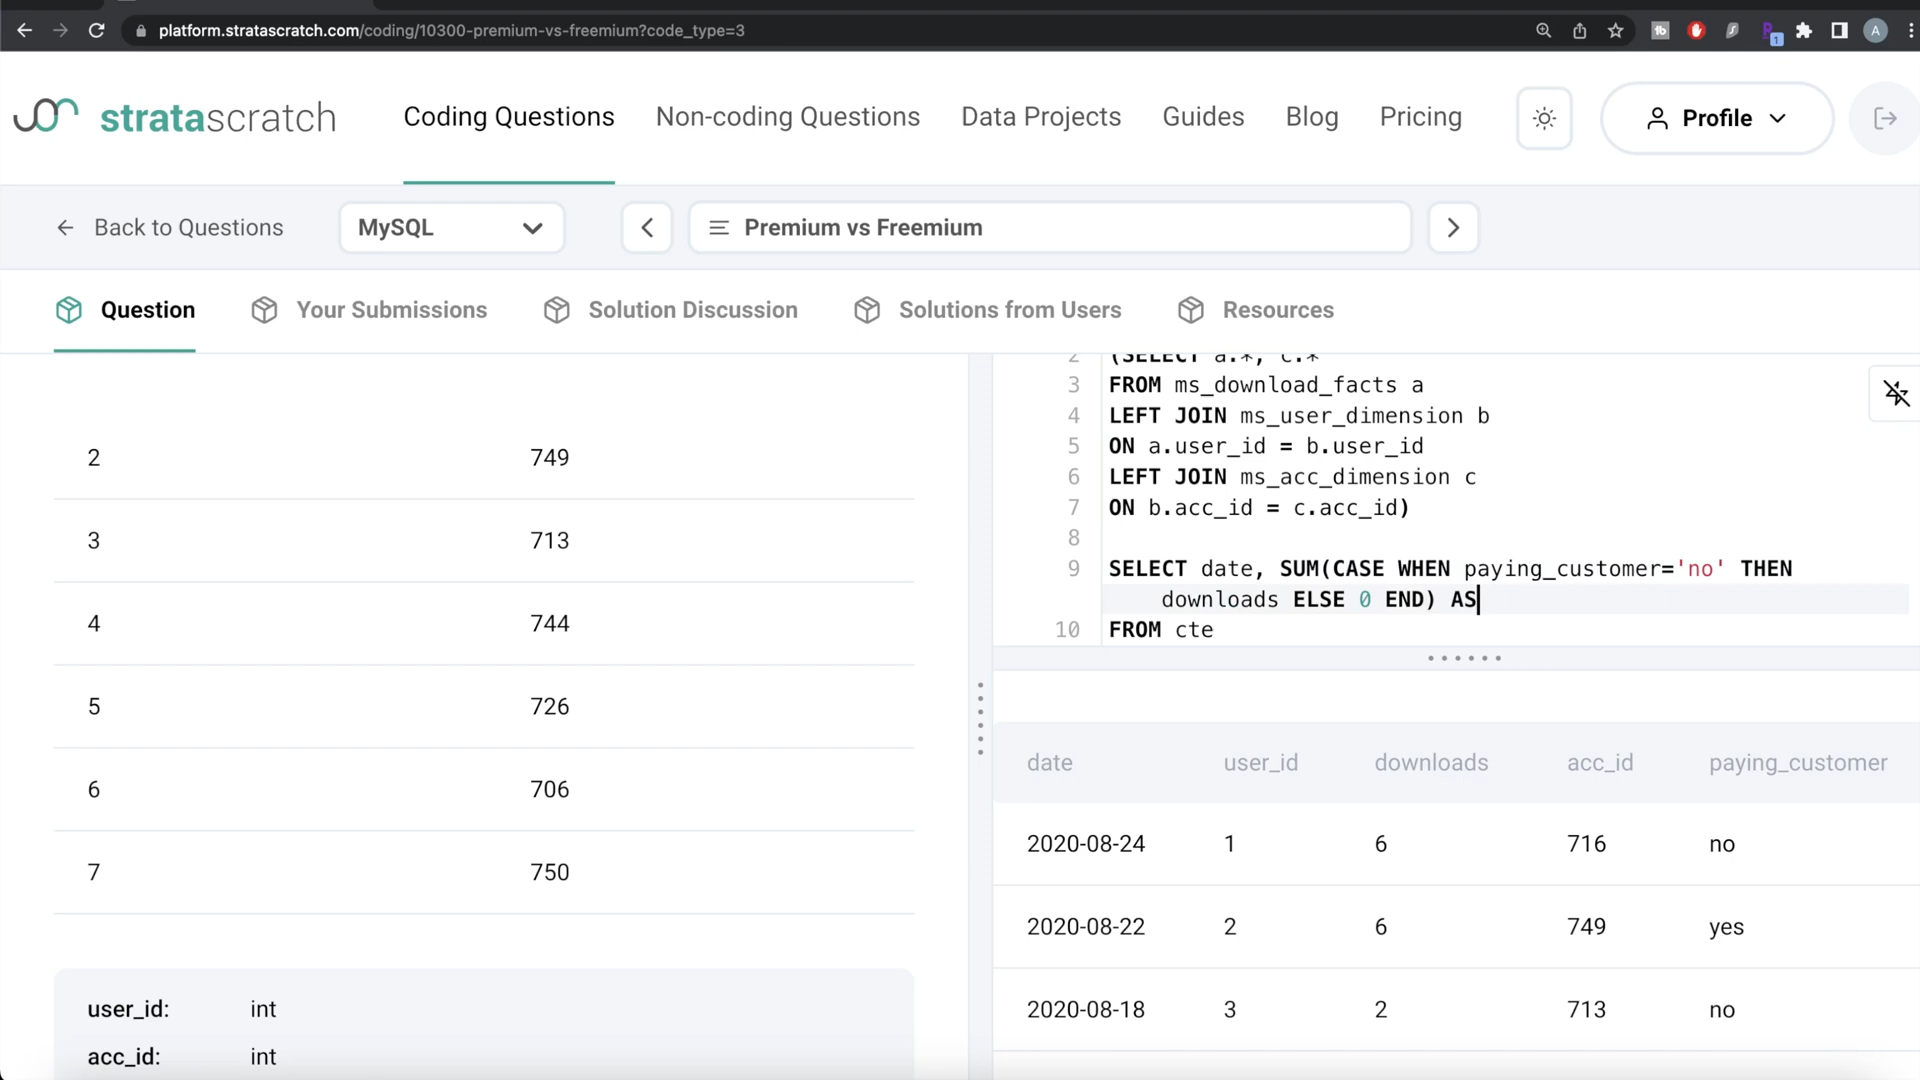 platform.stratascratch.com/coding/10300-premium-vs-freemium?code_type=3
1
A
stratascratch
Coding Questions
Non-coding Questions
Data Projects
Guides
Blog
Pricing
Profile
Back to Questions
MySQL
Premium vs Freemium
Question
Your Submissions
Solution Discussion
Solutions from Users
Resources
2 749
3 713
4 744
5 726
6 706
7 750
user_id: int
acc_id: int
2 (SELECT a.*, c.*
3 FROM ms_download_facts a
4 LEFT JOIN ms_user_dimension b
5 ON a.user_id = b.user_id
6 LEFT JOIN ms_acc_dimension c
7 ON b.acc_id = c.acc_id)
8
9 SELECT date, SUM(CASE WHEN paying_customer='no' THEN
downloads ELSE 0 END) AS
10 FROM cte
date user_id downloads acc_id paying_customer
2020-08-24 1 6 716 no
2020-08-22 2 6 749 yes
2020-08-18 3 2 713 no